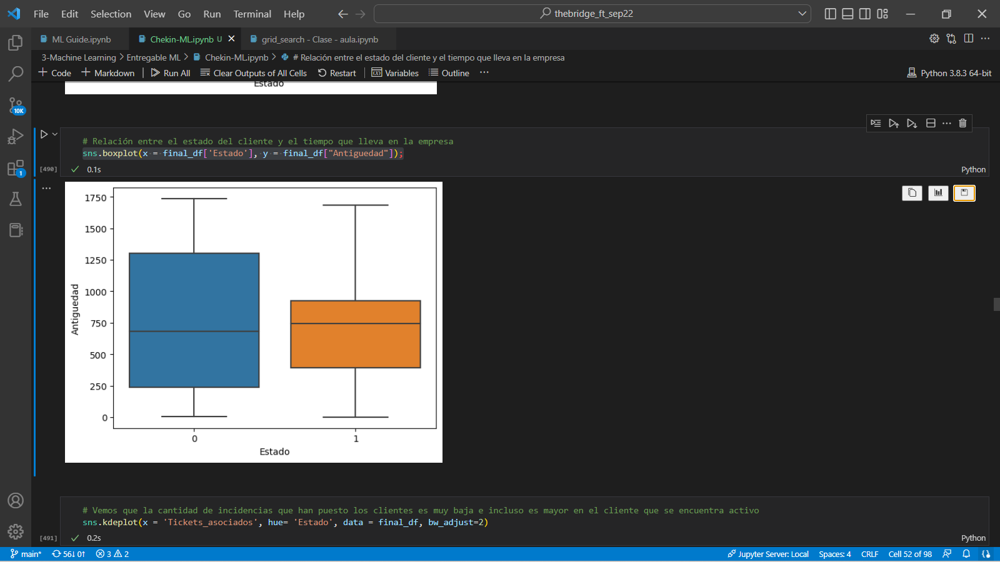 File Edit Selection View Go Run Terminal Help
thebridge_ft_sep22
ML Guide.ipynb
Chekin-ML.ipynb U
grid_search - Clase - aula.ipynb
3-Machine Learning > Entregable ML > Chekin-ML.ipynb > # Relación entre el estado del cliente y el tiempo que lleva en la empresa
+ Code + Markdown | Run All Clear Outputs of All Cells Restart | Variables Outline ...
Python 3.8.3 64-bit
Estado
10K
1
# Relación entre el estado del cliente y el tiempo que lleva en la empresa
sns.boxplot(x = final_df['Estado'], y = final_df["Antiguedad"]);
[490]
0.1s
Python
1750
1500
1250
1000
750
500
250
0
Antiguedad
0 1
Estado
# Vemos que la cantidad de incidencias que han puesto los clientes es muy baja e incluso es mayor en el cliente que se encuentra activo
sns.kdeplot(x = 'Tickets_asociados', hue= 'Estado', data = final_df, bw_adjust=2)
[491]
0.2s
Python
main* 56↓ 0↑ 3 2
Jupyter Server: Local Spaces: 4 CRLF Cell 52 of 98